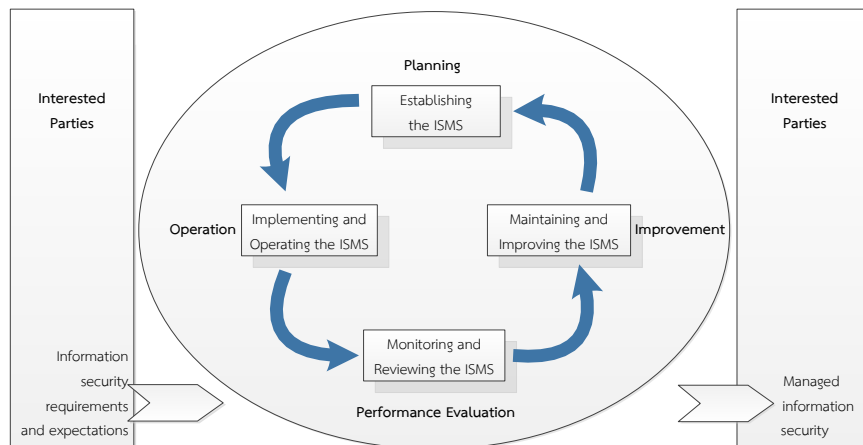 Interested
Parties
Information
security
requirements
and expectations
Planning
Establishing
the ISMS
Operation
Implementing and
Operating the ISMS
Maintaining and
Improving the ISMS
Improvement
Monitoring and
Reviewing the ISMS
Performance Evaluation
Interested
Parties
Managed
information
security